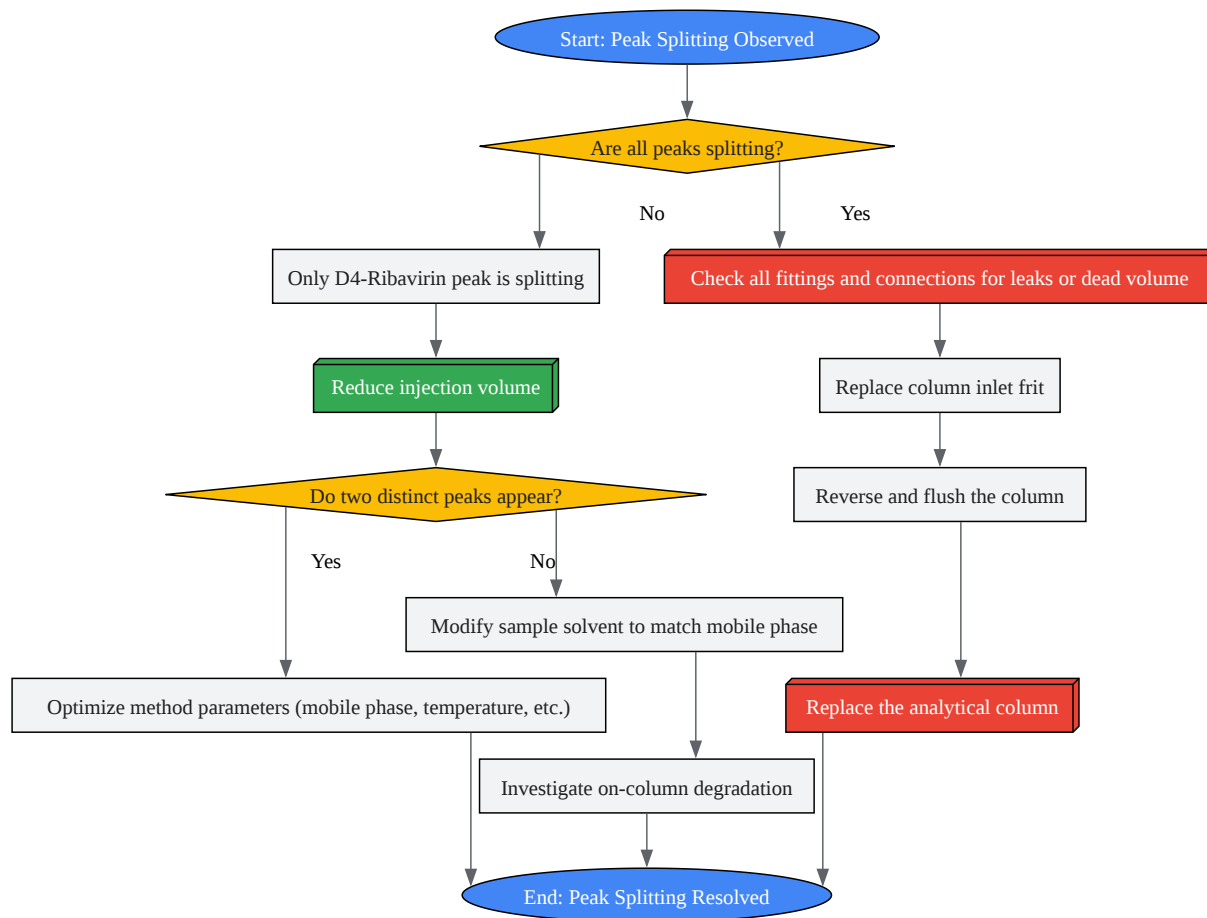 Start: Peak Splitting Observed
Are all peaks splitting?
No
Yes
Only D4-Ribavirin peak is splitting
Check all fittings and connections for leaks or dead volume
Reduce injection volume
Replace column inlet frit
Do two distinct peaks appear?
Reverse and flush the column
Yes
No
Modify sample solvent to match mobile phase
Optimize method parameters (mobile phase, temperature, etc.)
Replace the analytical column
Investigate on-column degradation
End: Peak Splitting Resolved